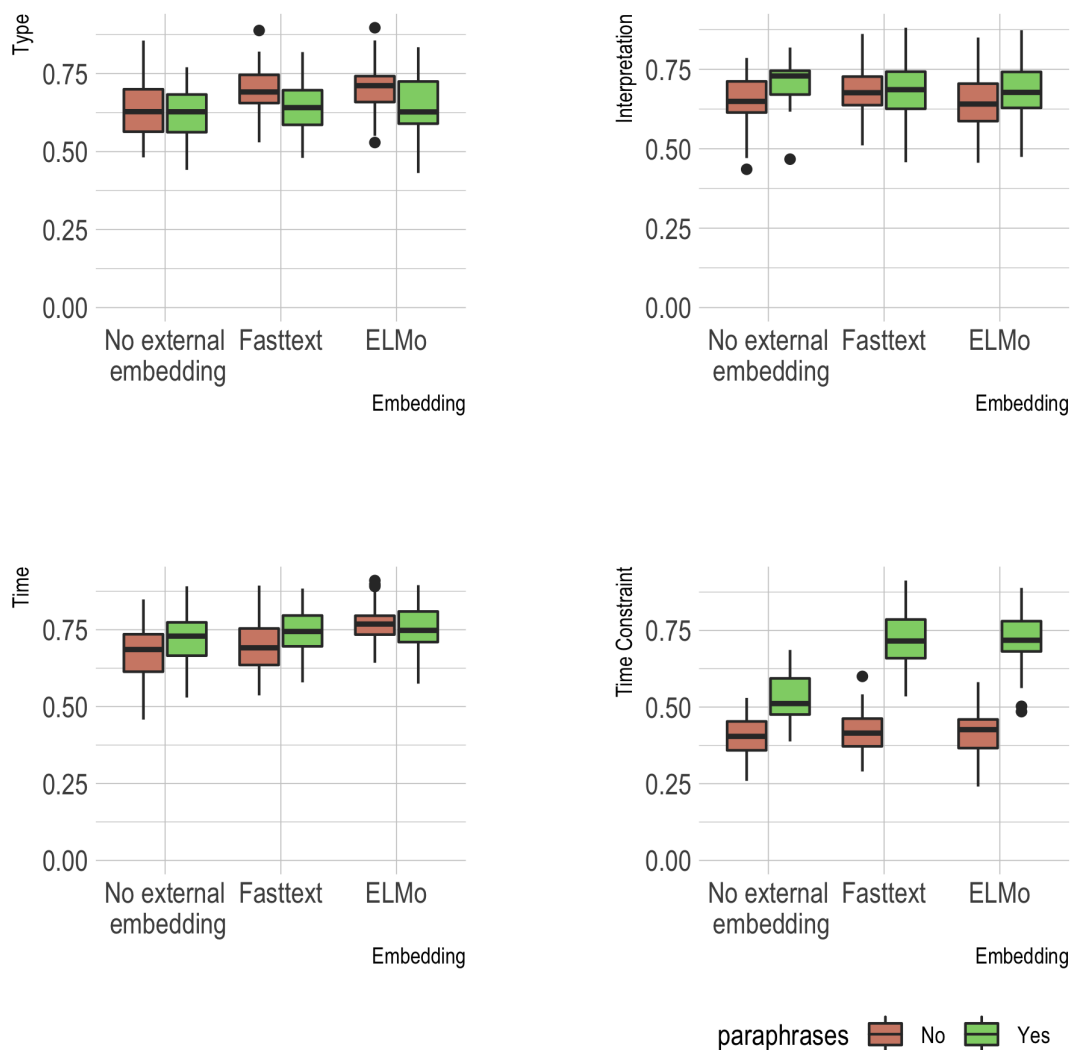 Type
0.75
0.50
0.25
0.00
No external Fasttext ELMo
embedding
Embedding
Interpretation
0.75
0.50
0.25
0.00
No external Fasttext ELMo
embedding
Embedding
Time
0.75
0.50
0.25
0.00
No external Fasttext ELMo
embedding
Embedding
Time Constraint
0.75
0.50
0.25
0.00
No external Fasttext ELMo
embedding
Embedding
paraphrases No Yes